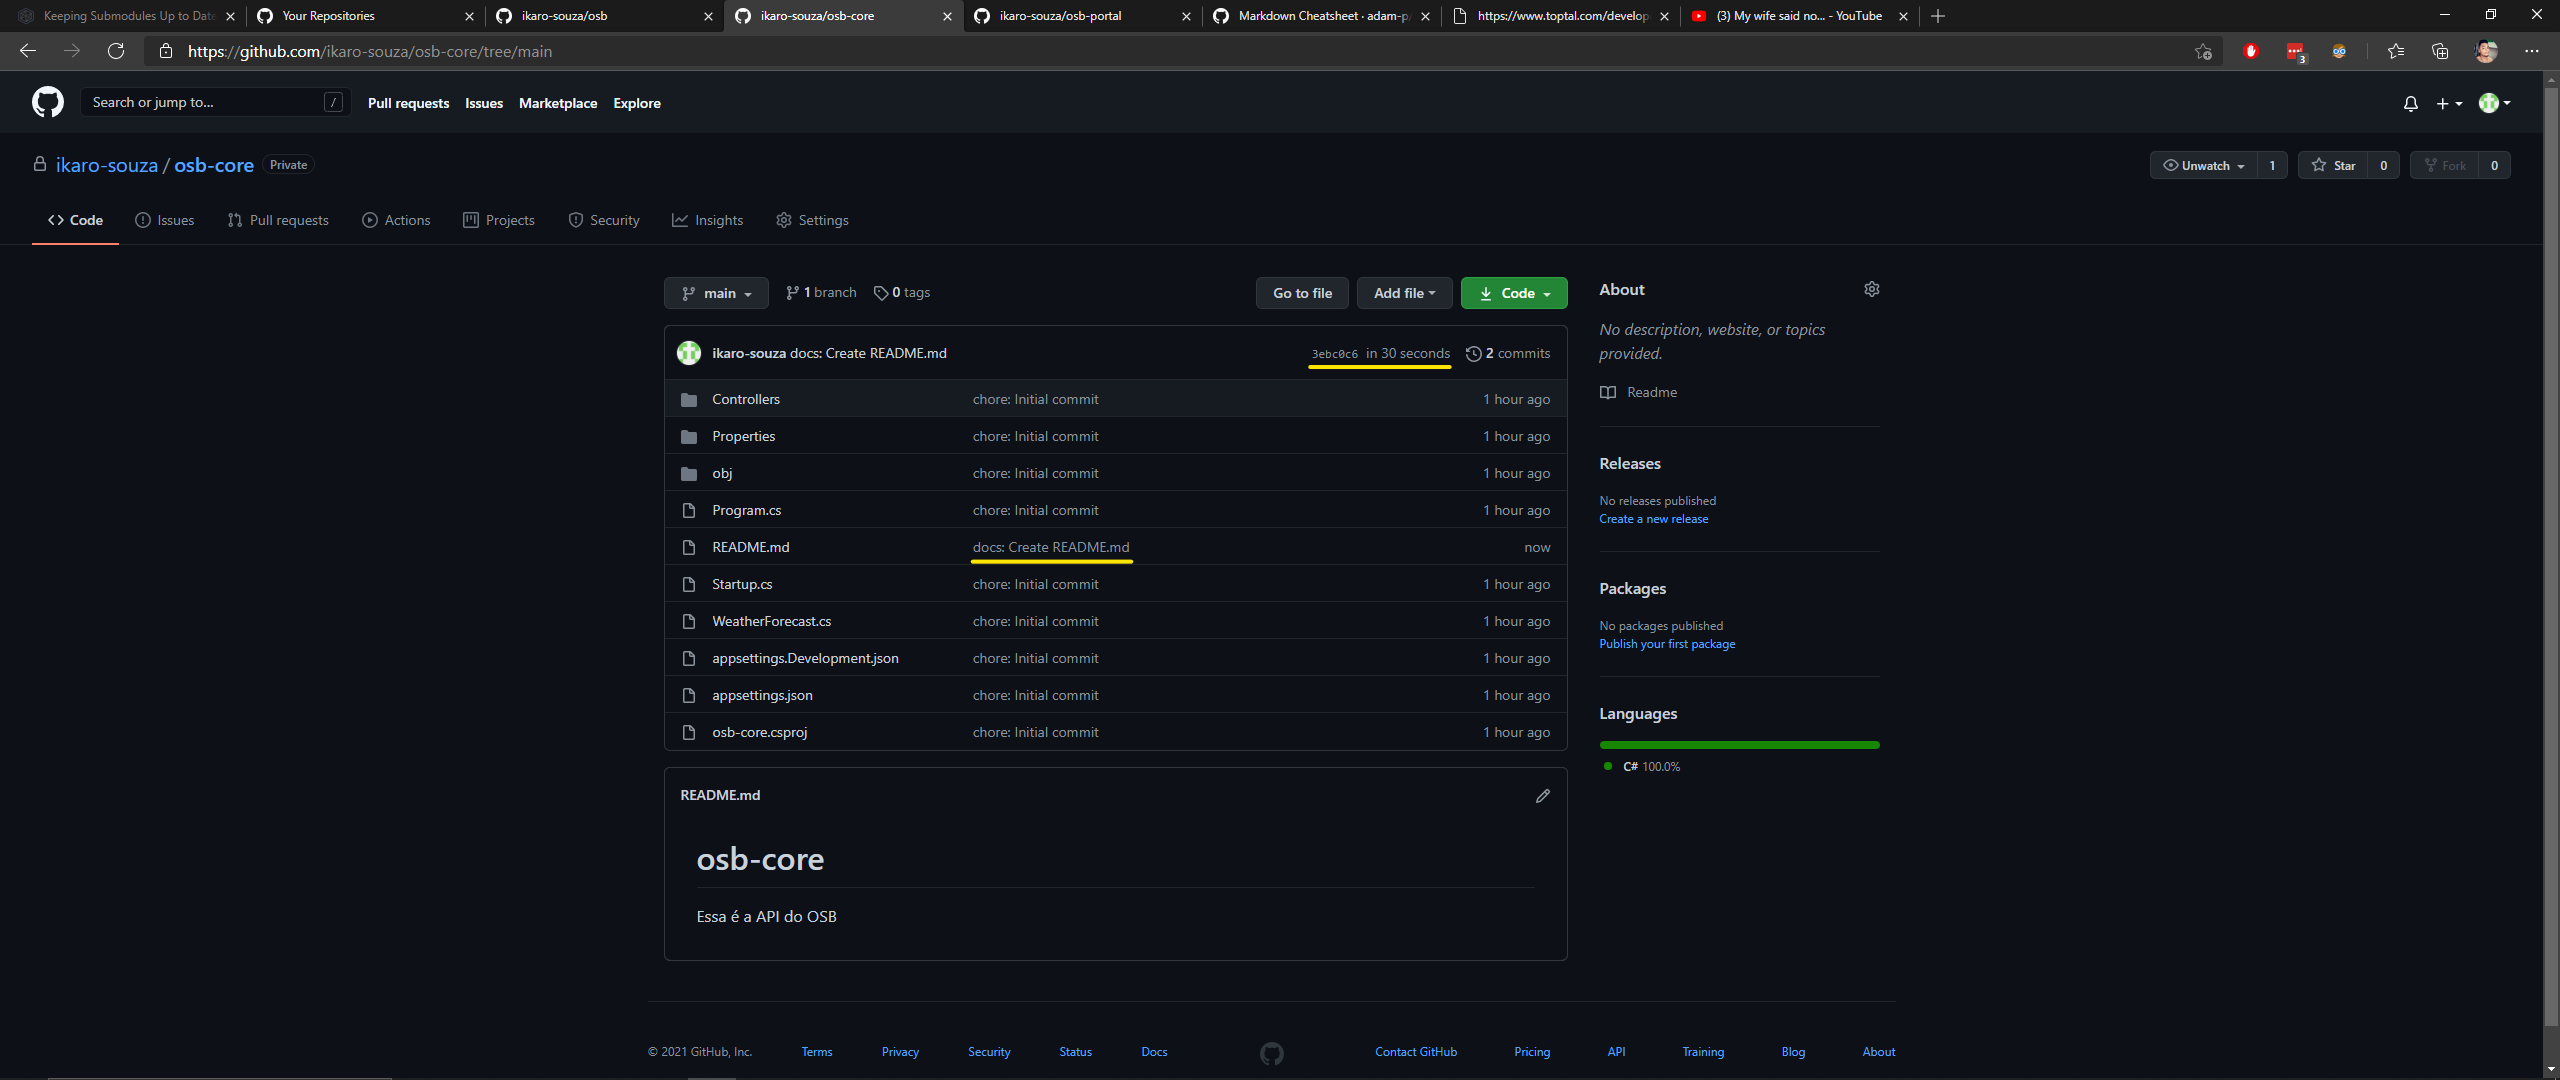 Keeping Submodules Up to Date
Your Repositories
ikaro-souza/osb
ikaro-souza/osb-core
ikaro-souza/osb-portal
Markdown Cheatsheet · adam-p/
https://www.toptal.com/develop
(3) My wife said no... - YouTube
https://github.com/ikaro-souza/osb-core/tree/main
3
Search or jump to...
/
Pull requests
Issues
Marketplace
Explore
ikaro-souza / osb-core
Private
Unwatch
1
Star
0
Fork
0
Code
Issues
Pull requests
Actions
Projects
Security
Insights
Settings
main
1 branch
0 tags
Go to file
Add file
Code
ikaro-souza docs: Create README.md
3ebc0c6 in 30 seconds
2 commits
Controllers
chore: Initial commit
1 hour ago
Properties
chore: Initial commit
1 hour ago
obj
chore: Initial commit
1 hour ago
Program.cs
chore: Initial commit
1 hour ago
README.md
docs: Create README.md
now
Startup.cs
chore: Initial commit
1 hour ago
WeatherForecast.cs
chore: Initial commit
1 hour ago
appsettings.Development.json
chore: Initial commit
1 hour ago
appsettings.json
chore: Initial commit
1 hour ago
osb-core.csproj
chore: Initial commit
1 hour ago
README.md
osb-core
Essa é a API do OSB
About
No description, website, or topics
provided.
Readme
Releases
No releases published
Create a new release
Packages
No packages published
Publish your first package
Languages
C# 100.0%
© 2021 GitHub, Inc.
Terms
Privacy
Security
Status
Docs
Contact GitHub
Pricing
API
Training
Blog
About